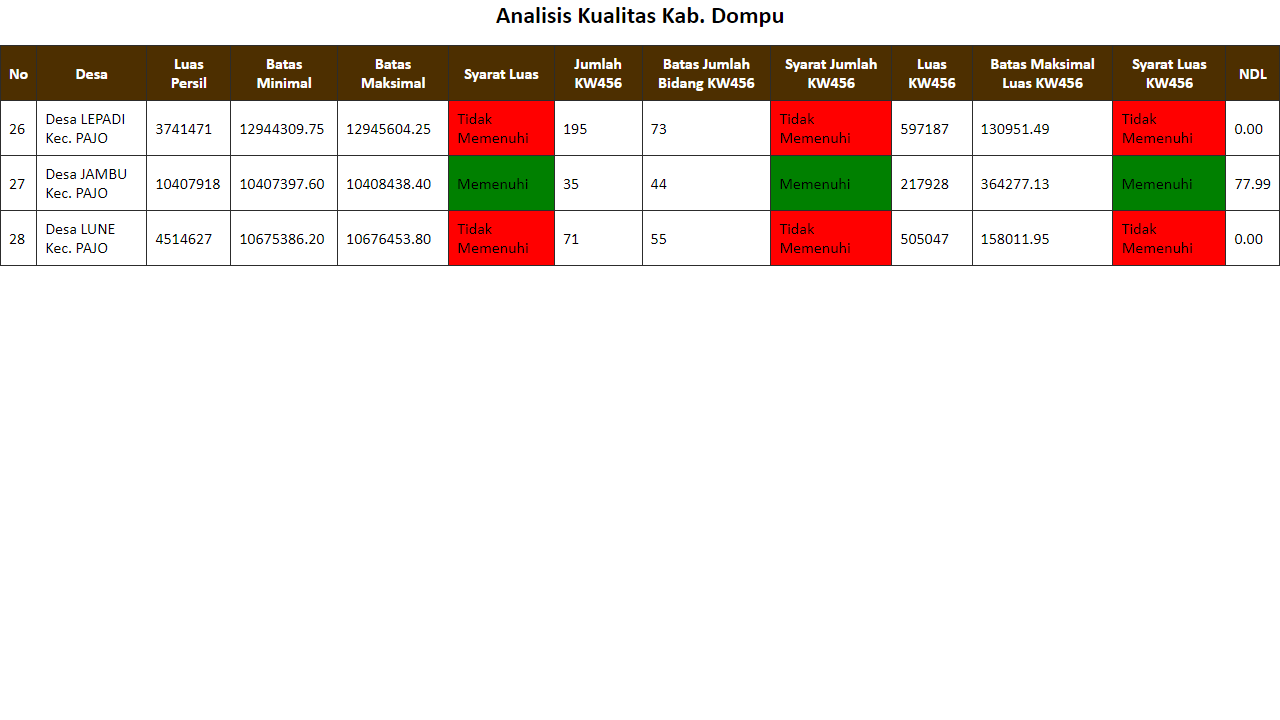 Analisis Kualitas Kab. Dompu
No Desa Luas Persil Batas Minimal Batas Maksimal Syarat Luas Jumlah KW456 Batas Jumlah Bidang KW456 Syarat Jumlah KW456 Luas KW456 Batas Maksimal Luas KW456 Syarat Luas KW456 NDL
26 Desa LEPADI Kec. PAJO 3741471 12944309.75 12945604.25 Tidak Memenuhi 195 73 Tidak Memenuhi 597187 130951.49 Tidak Memenuhi 0.00
27 Desa JAMBU Kec. PAJO 10407918 10407397.60 10408438.40 Memenuhi 35 44 Memenuhi 217928 364277.13 Memenuhi 77.99
28 Desa LUNE Kec. PAJO 4514627 10675386.20 10676453.80 Tidak Memenuhi 71 55 Tidak Memenuhi 505047 158011.95 Tidak Memenuhi 0.00